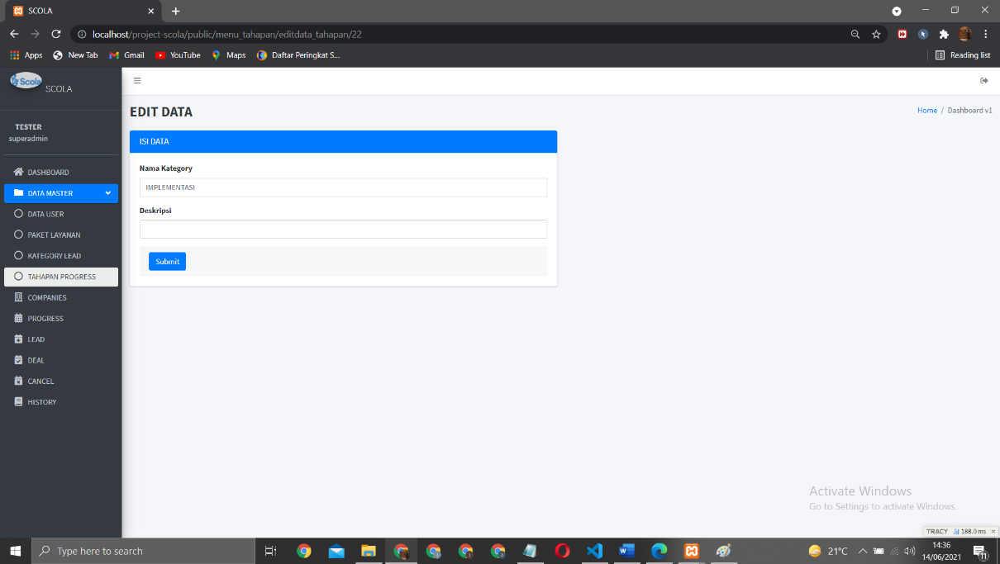 SCOLA
localhost/project-scola/public/menu_tahapan/editdata_tahapan/22
Apps New Tab Gmail YouTube Maps Daftar Peringkat S... Reading list
Scola SCOLA
TESTER
superadmin
DASHBOARD
DATA MASTER
DATA USER
PAKET LAYANAN
KATEGORY LEAD
TAHAPAN PROGRESS
COMPANIES
PROGRESS
LEAD
DEAL
CANCEL
HISTORY
EDIT DATA
Home / Dashboard v1
ISI DATA
Nama Kategory
IMPLEMENTASI
Deskripsi
Submit
Activate Windows
Go to Settings to activate Windows.
TRACY 188.0 ms ×
Type here to search
21°C
14:36
14/06/2021
11